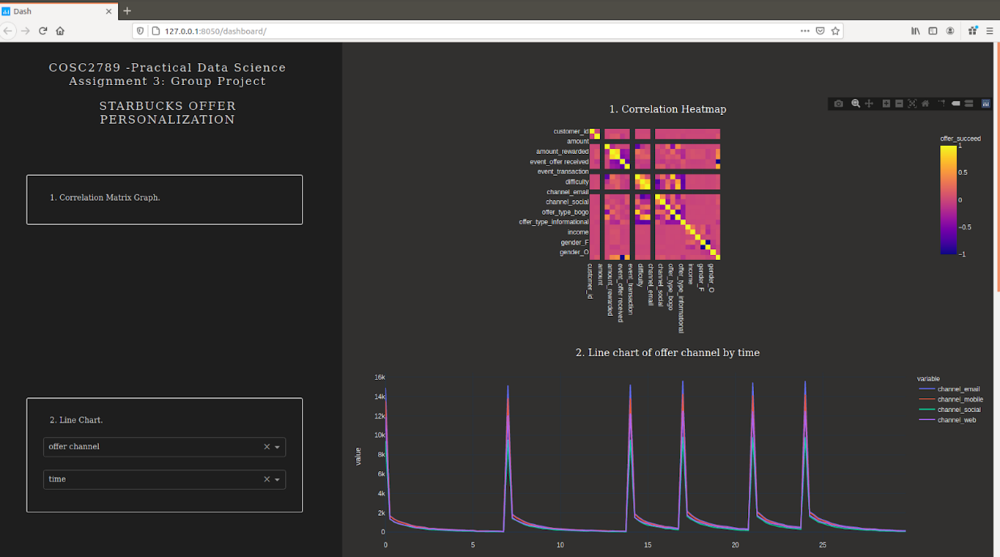 Dash
127.0.0.1:8050/dashboard/
COSC2789 -Practical Data Science
Assignment 3: Group Project
STARBUCKS OFFER
PERSONALIZATION
1. Correlation Matrix Graph.
2. Line Chart.
offer channel
time
1. Correlation Heatmap
customer_id
amount
amount_rewarded
event_offer received
event_transaction
difficulty
channel_email
channel_social
offer_type_bogo
offer_type_informational
income
gender_F
gender_O
customer_id
amount
amount_rewarded
event_offer received
event_transaction
difficulty
channel_email
channel_social
offer_type_bogo
offer_type_informational
income
gender_F
gender_O
offer_succeed
1
0.5
0
−0.5
−1
2. Line chart of offer channel by time
value
16k
14k
12k
10k
8k
6k
4k
2k
0
0
5
10
15
20
25
variable
channel_email
channel_mobile
channel_social
channel_web